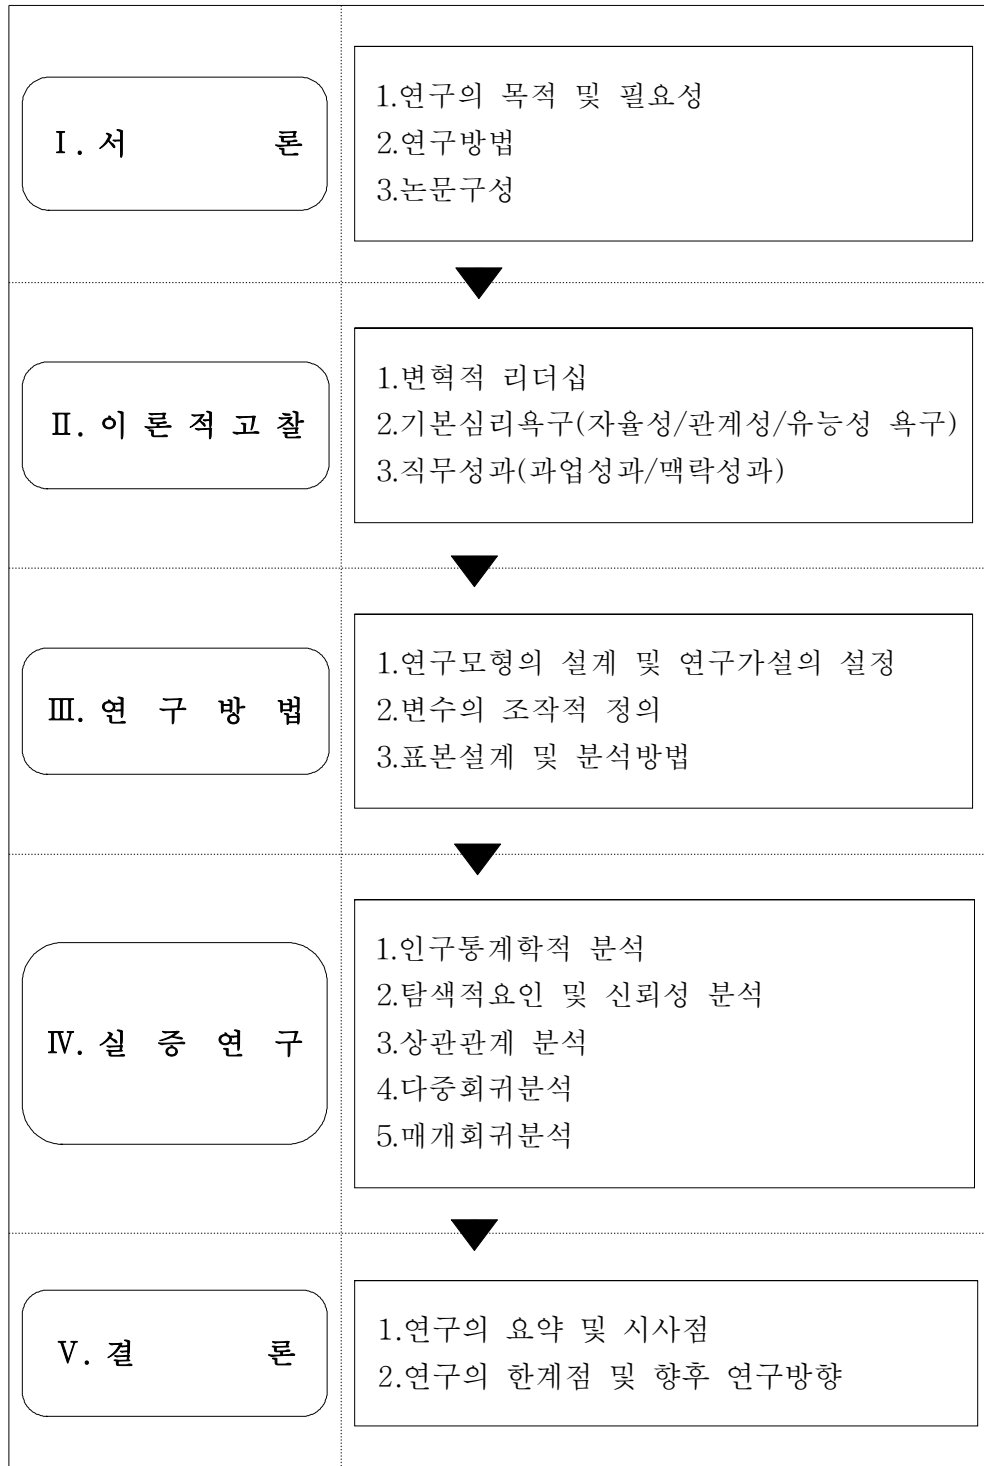 Ⅰ. 서 론
1.연구의 목적 및 필요성
2.연구방법
3.논문구성
Ⅱ. 이 론 적 고 찰
1.변혁적 리더십
2.기본심리욕구(자율성/관계성/유능성 욕구)
3.직무성과(과업성과/맥락성과)
Ⅲ. 연 구 방 법
1.연구모형의 설계 및 연구가설의 설정
2.변수의 조작적 정의
3.표본설계 및 분석방법
Ⅳ. 실 증 연 구
1.인구통계학적 분석
2.탐색적요인 및 신뢰성 분석
3.상관관계 분석
4.다중회귀분석
5.매개회귀분석
Ⅴ. 결 론
1.연구의 요약 및 시사점
2.연구의 한계점 및 향후 연구방향